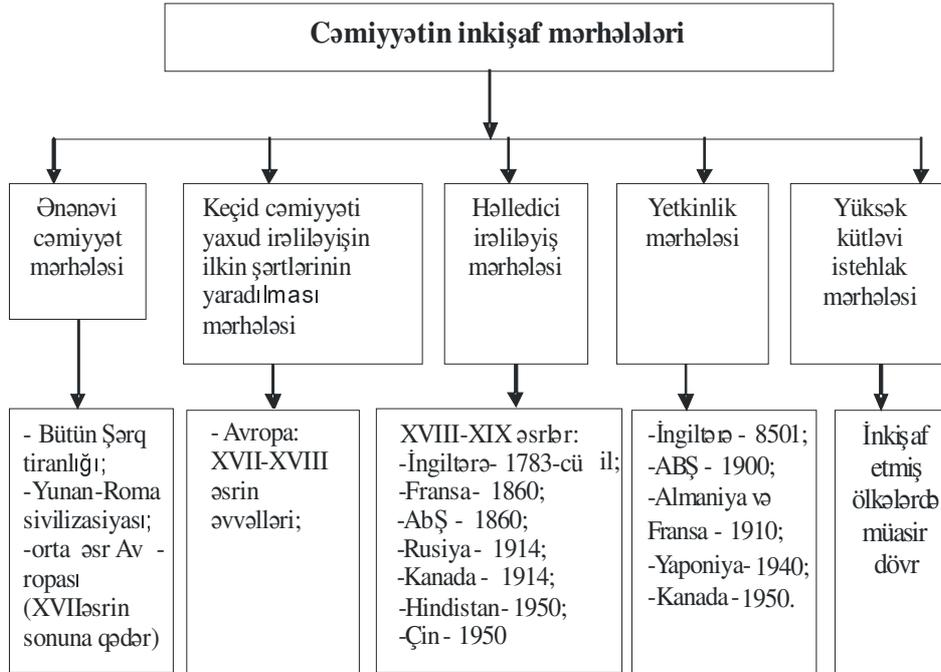 Cəmiyyətin inkişaf mərhələləri
Ənənəvi
cəmiyyət
mərhələsi
Keçid cəmiyyəti
yaxud irəliləyişin
ilkin şərtlərinin
yaradılması
mərhələsi
Həlledici
irəliləyiş
mərhələsi
Yetkinlik
mərhələsi
Yüksək
kütləvi
istehlak
mərhələsi
- Bütün Şərq
tiranlığı;
-Yunan-Roma
sivilizasiyası;
-orta əsr Av -
ropası
(XVIIəsrin
sonuna qədər)
- Avropa:
XVII-XVIII
əsrin
əvvəlləri;
XVIII-XIX əsrlər:
-İngiltərə- 1783-cü il;
-Fransa- 1860;
-AbŞ - 1860;
-Rusiya - 1914;
-Kanada - 1914;
-Hindistan-1950;
-Çin - 1950
-İngiltərə - 8501;
-ABŞ - 1900;
-Almaniya və
Fransa - 1910;
-Yaponiya- 1940;
-Kanada -1950.
İnkişaf
etmiş
ölkələrdə
müasir
dövr